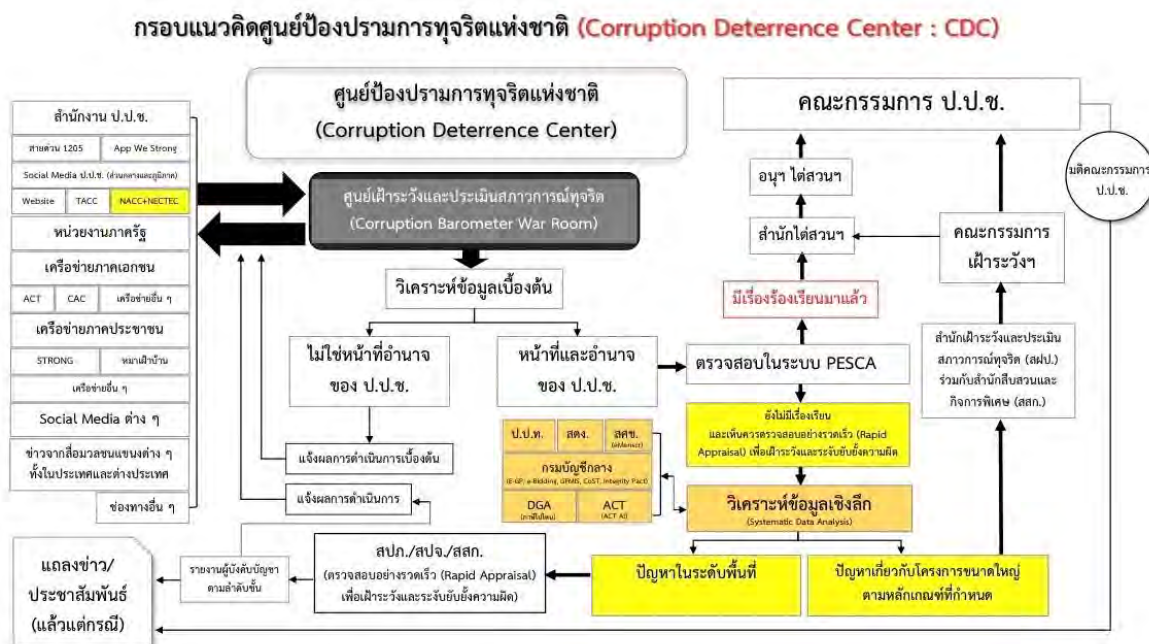 กรอบแนวคิดศูนย์ป้องปรามการทุจริตแห่งชาติ (Corruption Deterrence Center : CDC)
ศูนย์ป้องปรามการทุจริตแห่งชาติ
(Corruption Deterrence Center)
คณะกรรมการ ป.ป.ช.
มติคณะกรรมการ
ป.ป.ช.
สำนักงาน ป.ป.ช.
สายด่วน 1205
App We Strong
Social Media ป.ป.ช. (ส่วนกลางและภูมิภาค)
Website
TACC
NACC+NECTEC
หน่วยงานภาครัฐ
เครือข่ายภาคเอกชน
ACT
CAC
เครือข่ายอื่น ๆ
เครือข่ายภาคประชาชน
STRONG
หมาเฝ้าบ้าน
เครือข่ายอื่น ๆ
Social Media ต่าง ๆ
ข่าวจากสื่อมวลชนแขนงต่าง ๆ
ทั้งในประเทศและต่างประเทศ
ช่องทางอื่น ๆ
ศูนย์เฝ้าระวังและประเมินสภาวการณ์ทุจริต
(Corruption Barometer War Room)
วิเคราะห์ข้อมูลเบื้องต้น
ไม่ใช่หน้าที่อำนาจ
ของ ป.ป.ช.
หน้าที่และอำนาจ
ของ ป.ป.ช.
แจ้งผลการดำเนินการเบื้องต้น
แจ้งผลการดำเนินการ
อนุฯ ไต่สวนฯ
สำนักไต่สวนฯ
คณะกรรมการ
เฝ้าระวังฯ
มีเรื่องร้องเรียนมาแล้ว
ตรวจสอบในระบบ PESCA
สำนักเฝ้าระวังและประเมิน
สภาวการณ์ทุจริต (สฝป.)
ร่วมกับสำนักสืบสวนและ
กิจการพิเศษ (สสก.)
ยังไม่มีเรื่องเรียน
และเห็นควรตรวจสอบอย่างรวดเร็ว (Rapid
Appraisal) เพื่อเฝ้าระวังและระงับยับยั้งความผิด
ป.ป.ท.
สตง.
สศช.
(eMenscr)
กรมบัญชีกลาง
(E-GP, e-Bidding, GFMIS, CoST, Integrity Pact)
DGA
(ภาษีไปไหน)
ACT
(ACT AI)
วิเคราะห์ข้อมูลเชิงลึก
(Systematic Data Analysis)
ปัญหาในระดับพื้นที่
ปัญหาเกี่ยวกับโครงการขนาดใหญ่
ตามหลักเกณฑ์ที่กำหนด
สปภ./สปจ./สสก.
(ตรวจสอบอย่างรวดเร็ว (Rapid Appraisal)
เพื่อเฝ้าระวังและระงับยับยั้งความผิด)
รายงานผู้บังคับบัญชา
ตามลำดับชั้น
แถลงข่าว/
ประชาสัมพันธ์
(แล้วแต่กรณี)